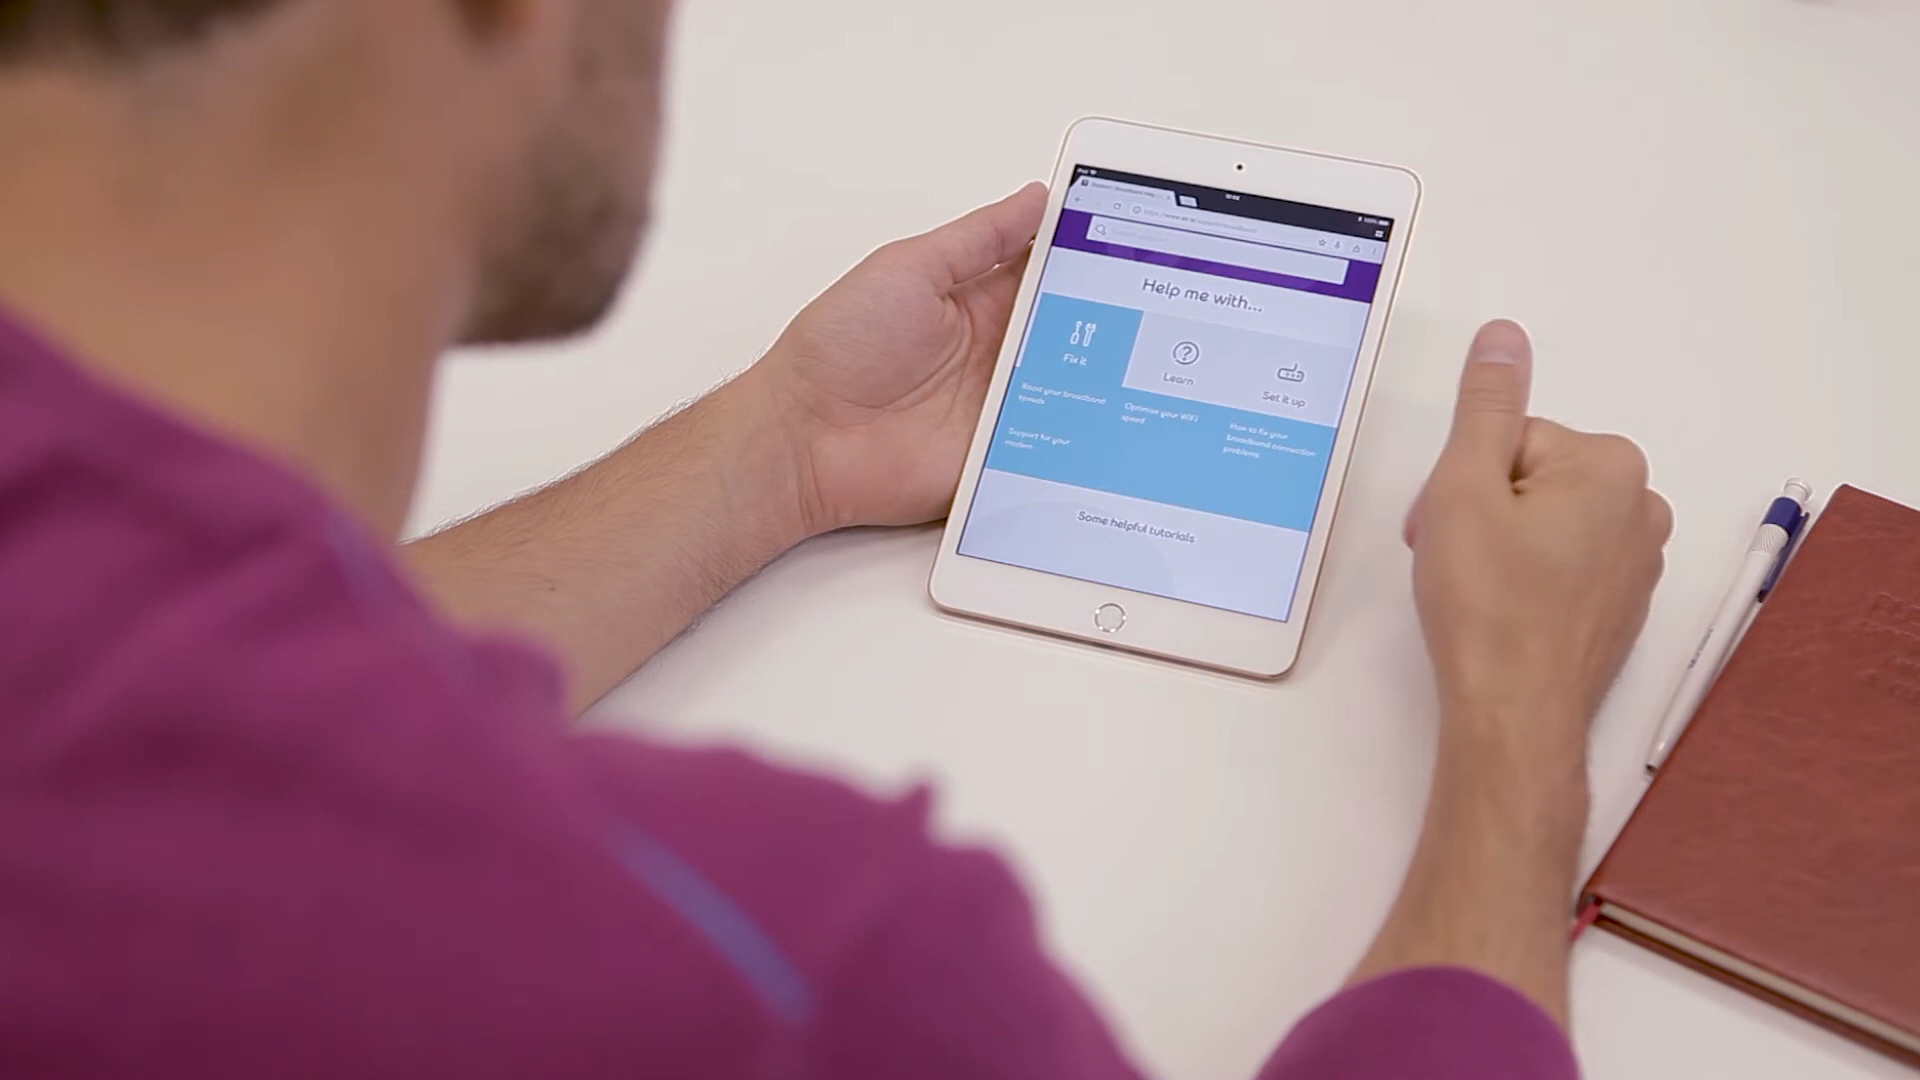 iPad
Help me with...
Fix it
Learn
Set it up
Boost your broadband
speeds
Optimise your WiFi
speed
How to fix your
broadband connection
problems
Support for your
modem
Some helpful tutorials